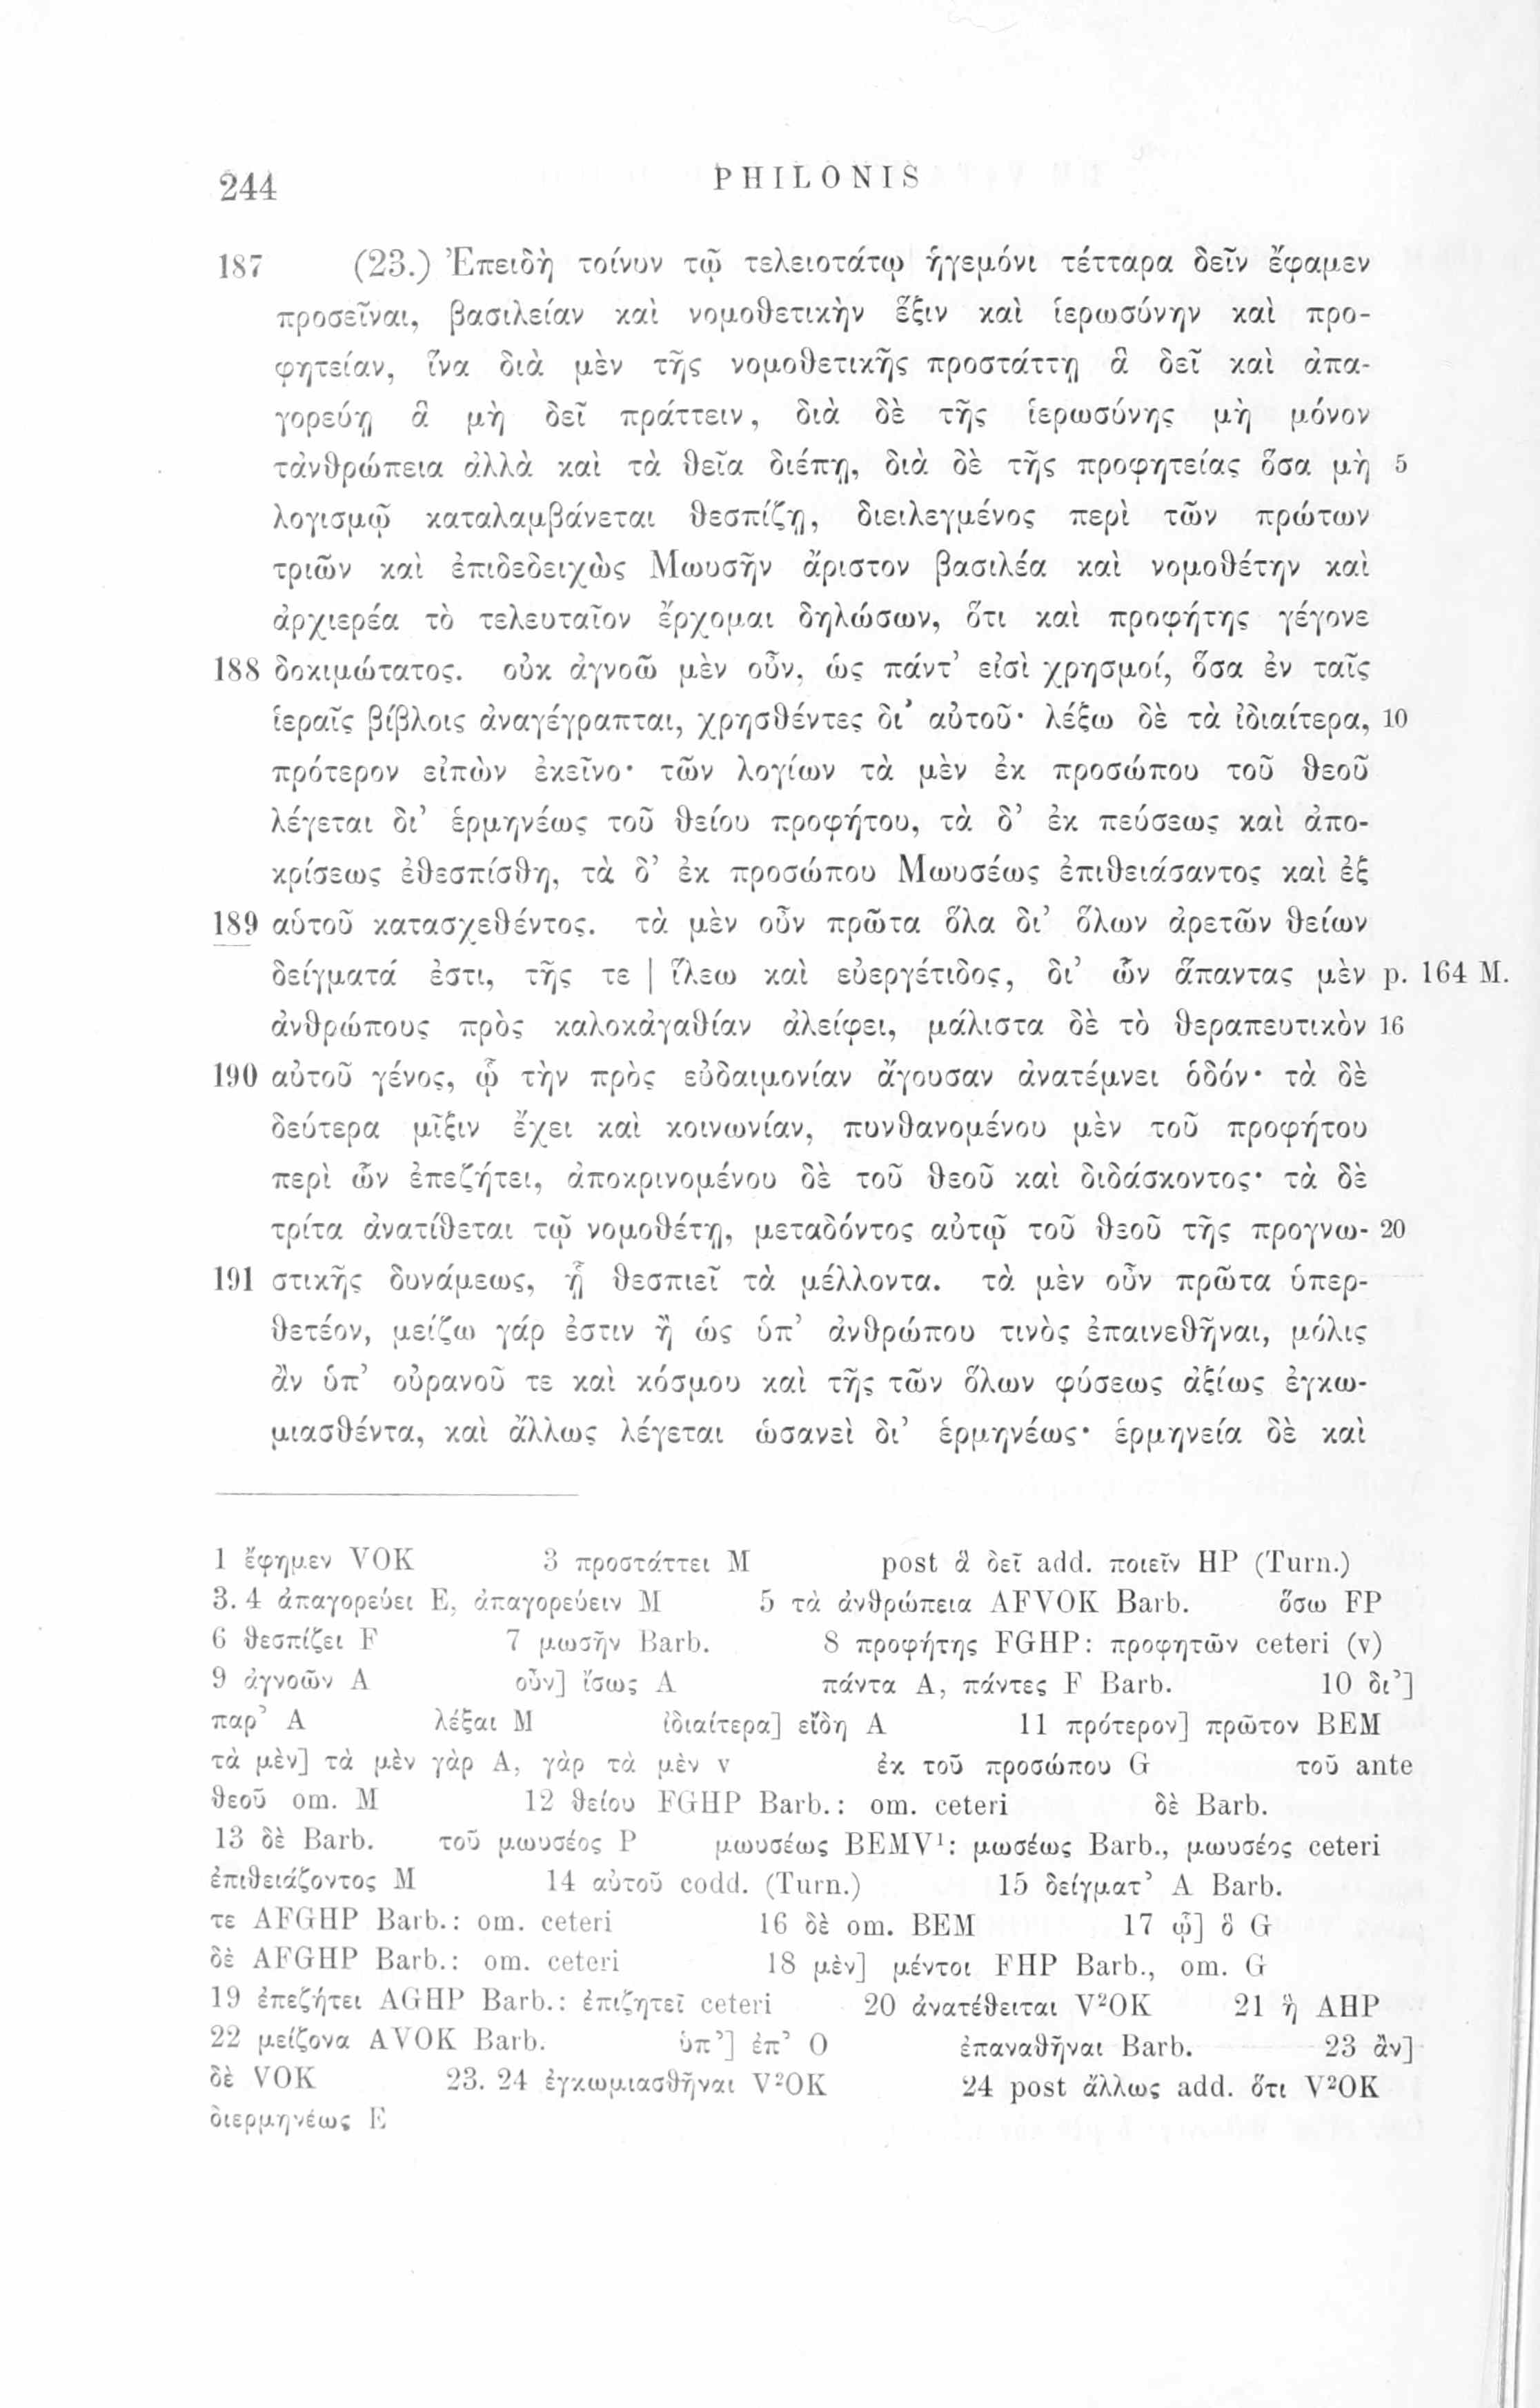 244 PHILONIS
187 (23.) Ἐπειδὴ τοίνυν τῷ τελειοτάτῳ ἡγεμόνι τέτταρα δεῖν ἔφαμεν
προσεῖναι, βασιλείαν καὶ νομοθετικὴν ἕξιν καὶ ἱερωσύνην καὶ προ-
φητείαν, ἵνα διὰ μὲν τῆς νομοθετικῆς προστάττῃ ἃ δεῖ καὶ ἀπα-
γορεύῃ ἃ μὴ δεῖ πράττειν, διὰ δὲ τῆς ἱερωσύνης μὴ μόνον
τἀνθρώπεια ἀλλὰ καὶ τὰ θεῖα διέπῃ, διὰ δὲ τῆς προφητείας ὅσα μὴ 5
λογισμῷ καταλαμβάνεται θεσπίζῃ, διειλεγμένος περὶ τῶν πρώτων
τριῶν καὶ ἐπιδεδειχὼς Μωυσῆν ἄριστον βασιλέα καὶ νομοθέτην καὶ
ἀρχιερέα τὸ τελευταῖον ἔρχομαι δηλώσων, ὅτι καὶ προφήτης γέγονε
188 δοκιμώτατος. οὐκ ἀγνοῶ μὲν οὖν, ὡς πάντ’ εἰσὶ χρησμοί, ὅσα ἐν ταῖς
ἱεραῖς βίβλοις ἀναγέγραπται, χρησθέντες δι’ αὐτοῦ· λέξω δὲ τὰ ἰδιαίτερα, 10
πρότερον εἰπὼν ἐκεῖνο· τῶν λογίων τὰ μὲν ἐκ προσώπου τοῦ θεοῦ
λέγεται δι’ ἑρμηνέως τοῦ θείου προφήτου, τὰ δ’ ἐκ πεύσεως καὶ ἀπο-
κρίσεως ἐθεσπίσθη, τὰ δ’ ἐκ προσώπου Μωυσέως ἐπιθειάσαντος καὶ ἐξ
189 αὑτοῦ κατασχεθέντος. τὰ μὲν οὖν πρῶτα ὅλα δι’ ὅλων ἀρετῶν θείων
δείγματά ἐστι, τῆς τε | ἵλεω καὶ εὐεργέτιδος, δι’ ὧν ἅπαντας μὲν p. 164 M.
ἀνθρώπους πρὸς καλοκἀγαθίαν ἀλείφει, μάλιστα δὲ τὸ θεραπευτικὸν 16
190 αὐτοῦ γένος, ᾧ τὴν πρὸς εὐδαιμονίαν ἄγουσαν ἀνατέμνει ὁδόν· τὰ δὲ
δεύτερα μῖξιν ἔχει καὶ κοινωνίαν, πυνθανομένου μὲν τοῦ προφήτου
περὶ ὧν ἐπεζήτει, ἀποκρινομένου δὲ τοῦ θεοῦ καὶ διδάσκοντος· τὰ δὲ
τρίτα ἀνατίθεται τῷ νομοθέτῃ, μεταδόντος αὐτῷ τοῦ θεοῦ τῆς προγνω- 20
191 στικῆς δυνάμεως, ᾗ θεσπιεῖ τὰ μέλλοντα. τὰ μὲν οὖν πρῶτα ὑπερ-
θετέον, μείζω γάρ ἐστιν ἢ ὡς ὑπ’ ἀνθρώπου τινὸς ἐπαινεθῆναι, μόλις
ἂν ὑπ’ οὐρανοῦ τε καὶ κόσμου καὶ τῆς τῶν ὅλων φύσεως ἀξίως ἐγκω-
μιασθέντα, καὶ ἄλλως λέγεται ὡσανεὶ δι’ ἑρμηνέως· ἑρμηνεία δὲ καὶ
1 ἔφημεν VOK 3 προστάττει M post ἃ δεῖ add. ποιεῖν HP (Turn.)
3. 4 ἀπαγορεύει E, ἀπαγορεύειν M 5 τὰ ἀνθρώπεια AFVOK Barb. ὅσω FP
6 θεσπίζει F 7 μωσῆν Barb. 8 προφήτης FGHP: προφητῶν ceteri (v)
9 ἀγνοῶν A οὖν] ἴσως A πάντα A, πάντες F Barb. 10 δι’]
παρ’ A λέξαι M ἰδιαίτερα] εἴδη A 11 πρότερον] πρῶτον BEM
τὰ μὲν] τὰ μὲν γὰρ A, γὰρ τὰ μὲν v ἐκ τοῦ προσώπου G τοῦ ante
θεοῦ om. M 12 θείου FGHP Barb.: om. ceteri δὲ Barb.
13 δὲ Barb. τοῦ μωυσέος P μωυσέως BEMV¹: μωσέως Barb., μωυσέος ceteri
ἐπιθειάζοντος M 14 αὐτοῦ codd. (Turn.) 15 δείγματ’ A Barb.
τε AFGHP Barb.: om. ceteri 16 δὲ om. BEM 17 ᾧ] ὃ G
δὲ AFGHP Barb.: om. ceteri 18 μὲν] μέντοι FHP Barb., om. G
19 ἐπεζήτει AGHP Barb.: ἐπιζητεῖ ceteri 20 ἀνατέθειται V²OK 21 ἢ AHP
22 μείζονα AVOK Barb. ὑπ’] ἐπ’ O ἐπαναθῆναι Barb. 23 ἂν]
δὲ VOK 23. 24 ἐγκωμιασθῆναι V²OK 24 post ἄλλως add. ὅτι V²OK
διερμηνέως E